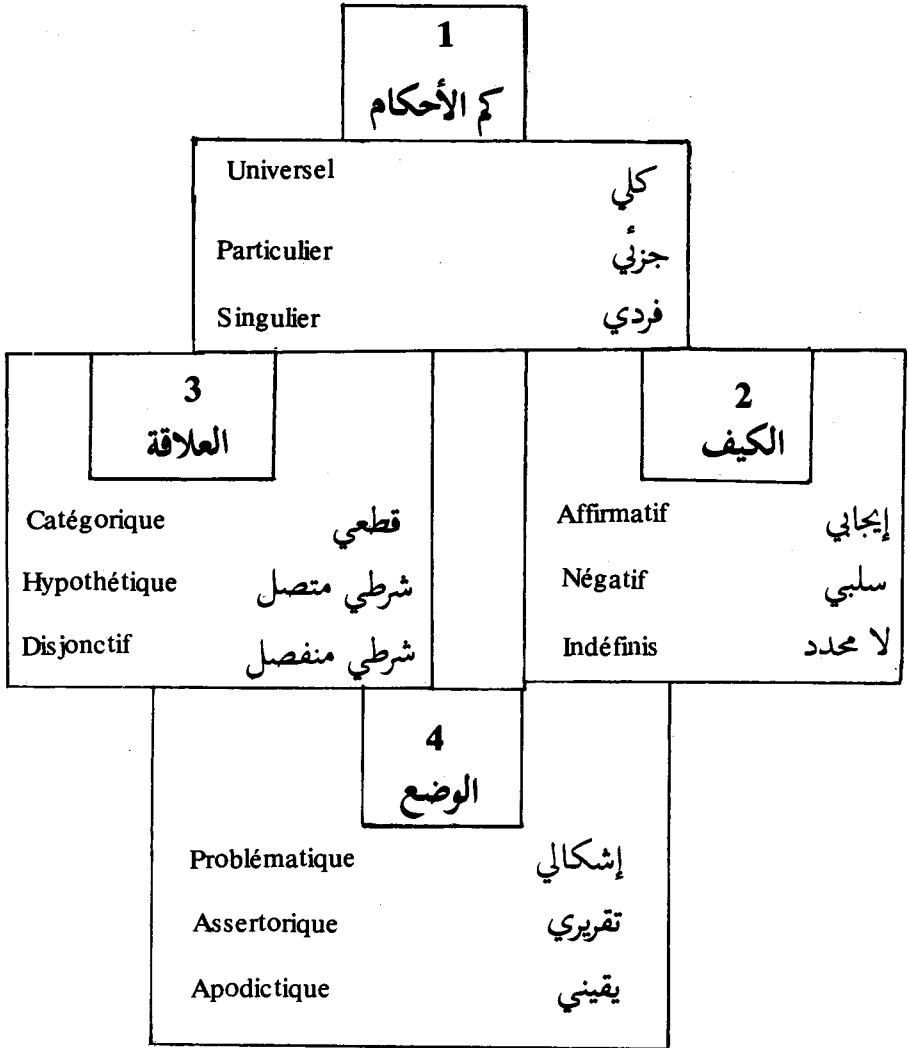 1
كم الأحكام
Universel كلي
Particulier جزئي
Singulier فردي
2
الكيف
Affirmatif إيجابي
Négatif سلبي
Indéfinis لا محدد
3
العلاقة
Catégorique قطعي
Hypothétique شرطي متصل
Disjonctif شرطي منفصل
4
الوضع
Problématique إشكالي
Assertorique تقريري
Apodictique يقيني